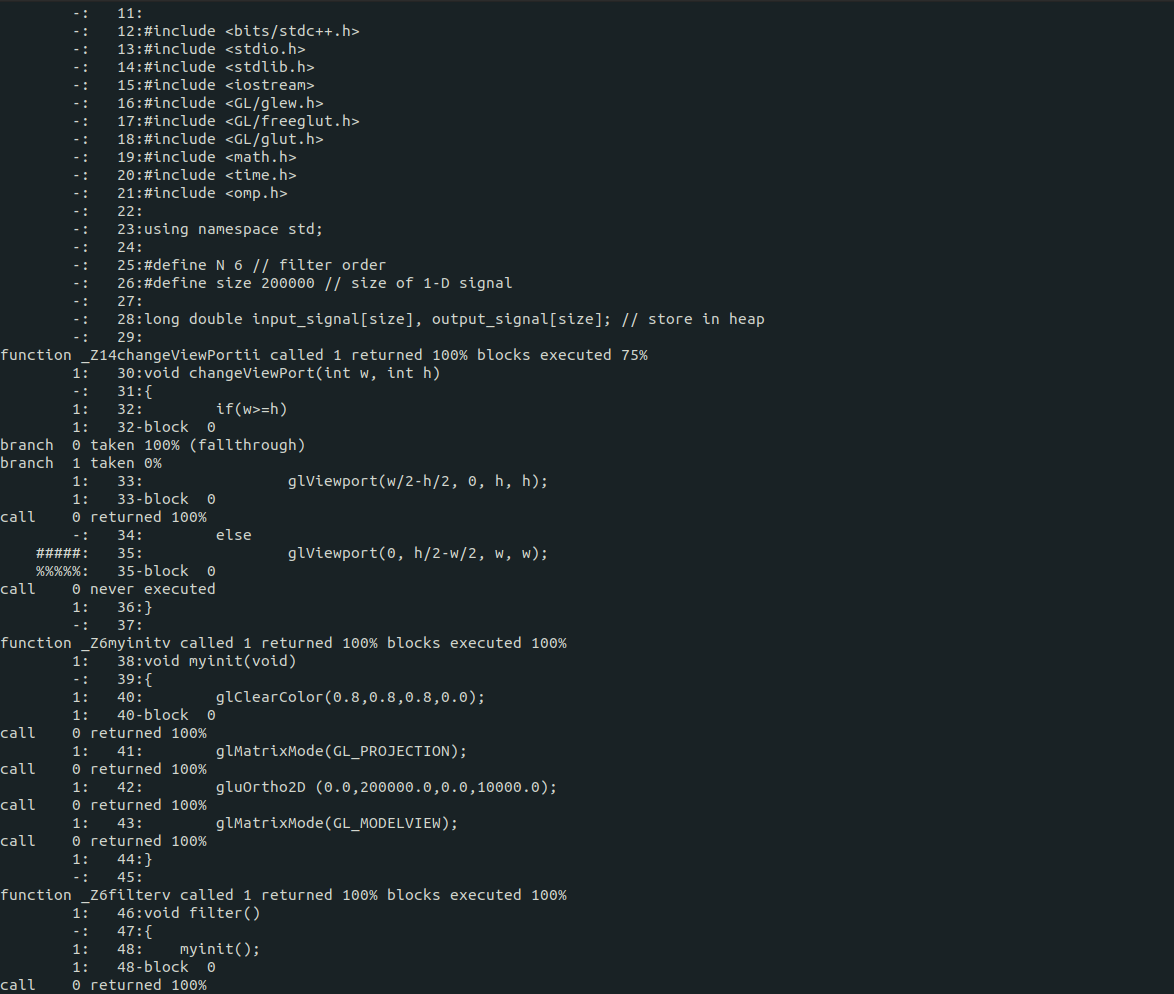 -:   11:
-:   12:#include <bits/stdc++.h>
-:   13:#include <stdio.h>
-:   14:#include <stdlib.h>
-:   15:#include <iostream>
-:   16:#include <GL/glew.h>
-:   17:#include <GL/freeglut.h>
-:   18:#include <GL/glut.h>
-:   19:#include <math.h>
-:   20:#include <time.h>
-:   21:#include <omp.h>
-:   22:
-:   23:using namespace std;
-:   24:
-:   25:#define N 6 // filter order
-:   26:#define size 200000 // size of 1-D signal
-:   27:
-:   28:long double input_signal[size], output_signal[size]; // store in heap
-:   29:
function _Z14changeViewPortii called 1 returned 100% blocks executed 75%
1:   30:void changeViewPort(int w, int h)
-:   31:{
1:   32:        if(w>=h)
1:   32-block  0
branch  0 taken 100% (fallthrough)
branch  1 taken 0%
1:   33:                glViewport(w/2-h/2, 0, h, h);
1:   33-block  0
call    0 returned 100%
-:   34:        else
#####:   35:                glViewport(0, h/2-w/2, w, w);
%%%%%:   35-block  0
call    0 never executed
1:   36:}
-:   37:
function _Z6myinitv called 1 returned 100% blocks executed 100%
1:   38:void myinit(void)
-:   39:{
1:   40:        glClearColor(0.8,0.8,0.8,0.0);
1:   40-block  0
call    0 returned 100%
1:   41:        glMatrixMode(GL_PROJECTION);
call    0 returned 100%
1:   42:        gluOrtho2D (0.0,200000.0,0.0,10000.0);
call    0 returned 100%
1:   43:        glMatrixMode(GL_MODELVIEW);
call    0 returned 100%
1:   44:}
-:   45:
function _Z6filterv called 1 returned 100% blocks executed 100%
1:   46:void filter()
-:   47:{
1:   48:    myinit();
1:   48-block  0
call    0 returned 100%